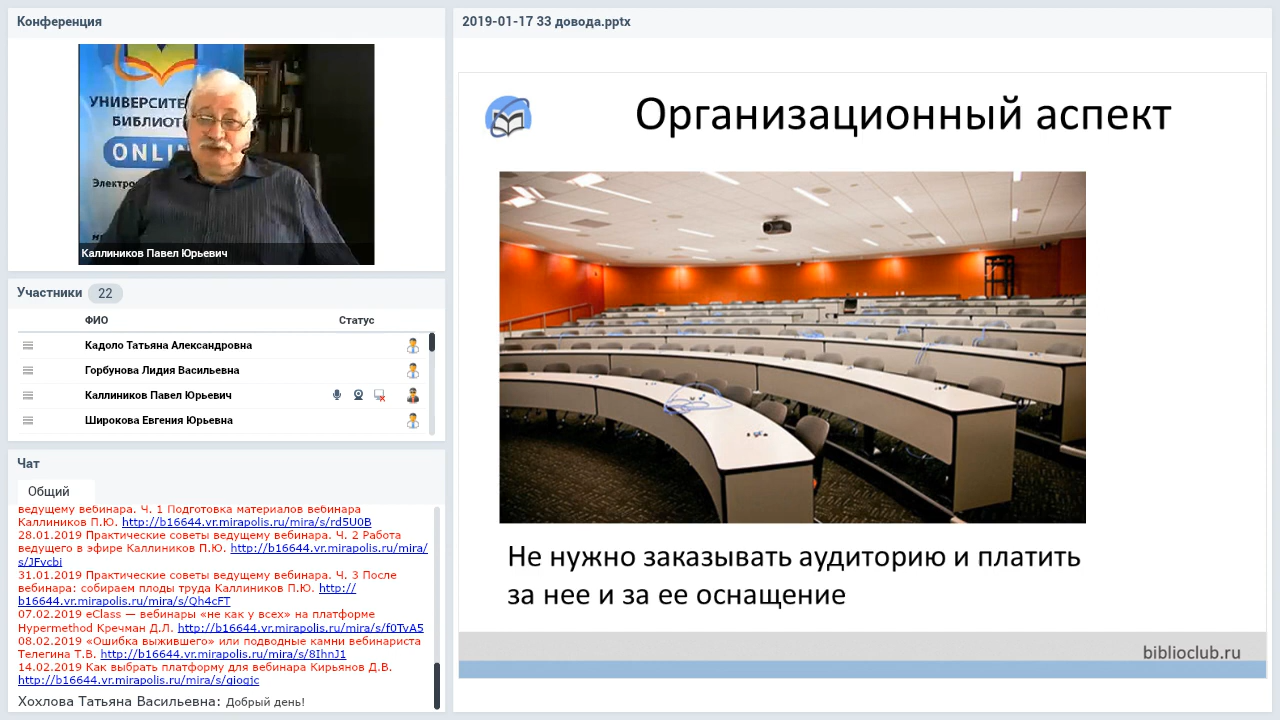 Конференция
УНИВЕРСИТЕ
БИБЛИОТ
ONLIN
Электро
Каллиников Павел Юрьевич
Участники 22
ФИО Статус
Кадоло Татьяна Александровна
Горбунова Лидия Васильевна
Каллиников Павел Юрьевич
Широкова Евгения Юрьевна
Чат
Общий
ведущему вебинара. Ч. 1 Подготовка материалов вебинара
Каллиников П.Ю. http://b16644.vr.mirapolis.ru/mira/s/rd5U0B
28.01.2019 Практические советы ведущему вебинара. Ч. 2 Работа
ведущего в эфире Каллиников П.Ю. http://b16644.vr.mirapolis.ru/mira/
s/JFvcbi
31.01.2019 Практические советы ведущему вебинара. Ч. 3 После
вебинара: собираем плоды труда Каллиников П.Ю. http://
b16644.vr.mirapolis.ru/mira/s/Qh4cFT
07.02.2019 eClass — вебинары «не как у всех» на платформе
Hypermethod Кречман Д.Л. http://b16644.vr.mirapolis.ru/mira/s/f0TvA5
08.02.2019 «Ошибка выжившего» или подводные камни вебинариста
Телегина Т.В. http://b16644.vr.mirapolis.ru/mira/s/8IhnJ1
14.02.2019 Как выбрать платформу для вебинара Кирьянов Д.В.
http://b16644.vr.mirapolis.ru/mira/s/giogjc
Хохлова Татьяна Васильевна: Добрый день!
2019-01-17 33 довода.pptx
Организационный аспект
Не нужно заказывать аудиторию и платить
за нее и за ее оснащение
biblioclub.ru